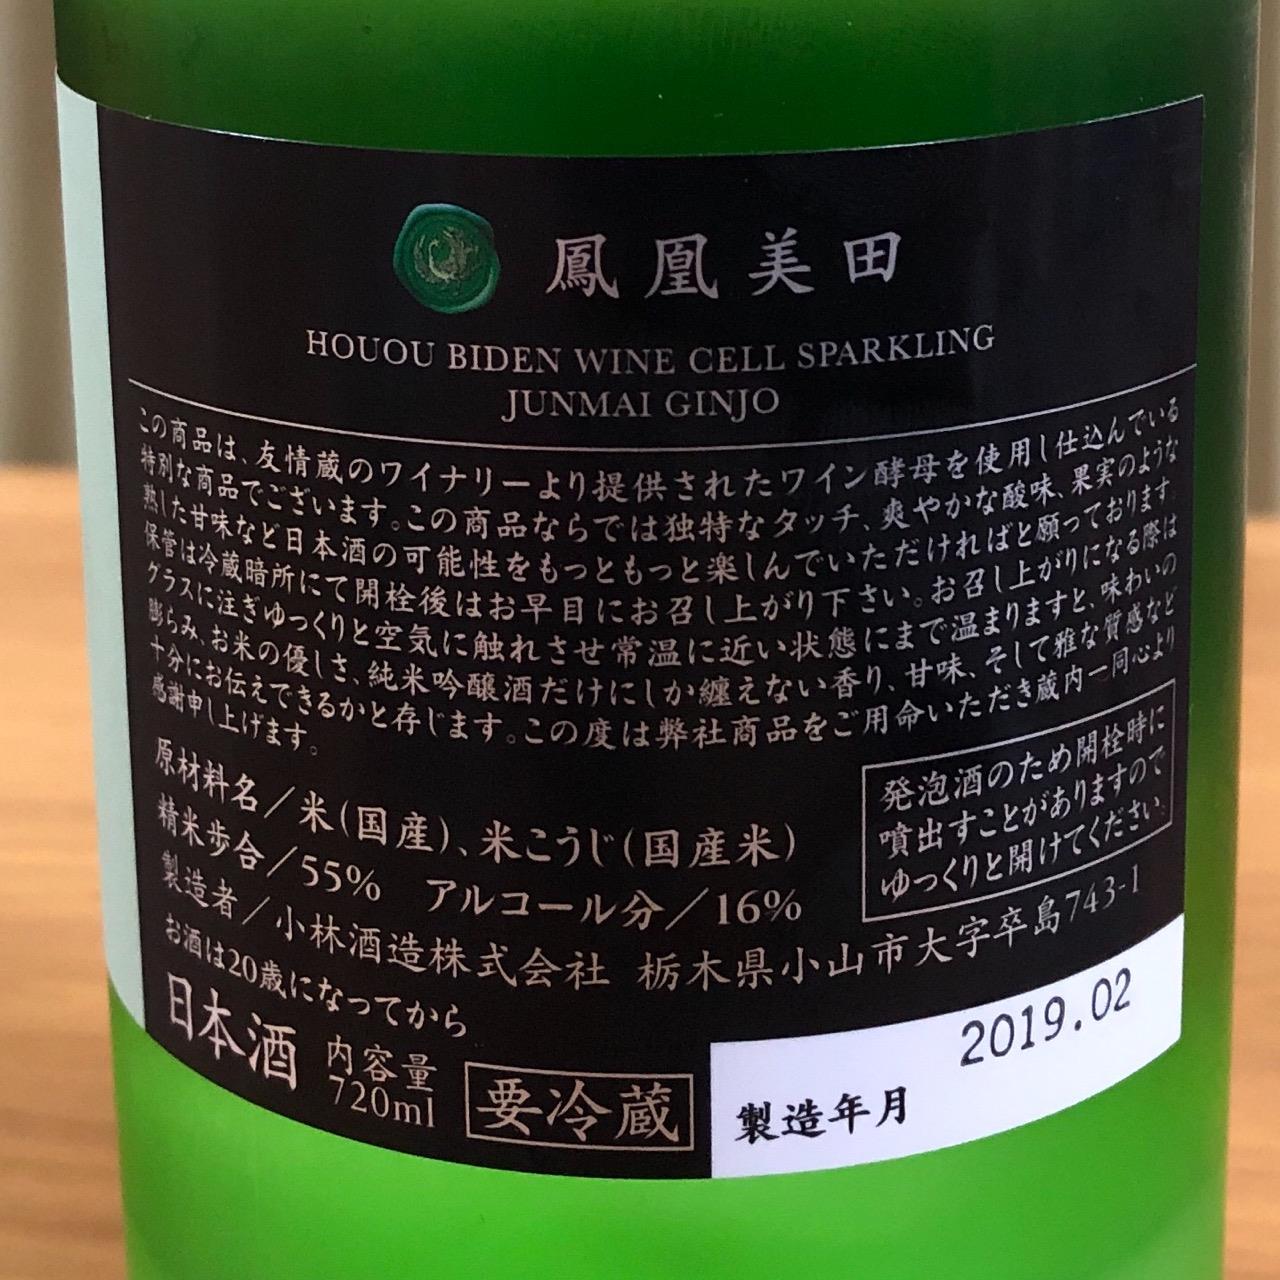 鳳凰美田
HOUOU BIDEN WINE CELL SPARKLING
JUNMAI GINJO
この商品は、友情蔵のワイナリーより提供されたワイン酵母を使用し仕込んでいる
特別な商品でございます。この商品ならでは独特なタッチ、爽やかな酸味、果実のような
熟した甘味など日本酒の可能性をもっともっと楽しんでいただければと願っております
保管は冷蔵暗所にて開栓後はお早目にお召し上がり下さい。お召し上がりになる際は
グラスに注ぎゆっくりと空気に触れさせ常温に近い状態にまで温まりますと、味わいの
膨らみ、お米の優しさ、純米吟醸酒だけにしか纏えない香り、甘味、そして雅な質感など
十分にお伝えできるかと存じます。この度は弊社商品をご用命いただき蔵内一同心より
感謝申し上げます。
発泡酒のため開栓時に
噴出すことがありますので
ゆっくりと開けてください。
原材料名/米(国産)、米こうじ(国産米)
精米歩合/55% アルコール分/16%
製造者/小林酒造株式会社 栃木県小山市大字卒島743-1
お酒は20歳になってから
日本酒 内容量
720ml
要冷蔵
2019.02
製造年月